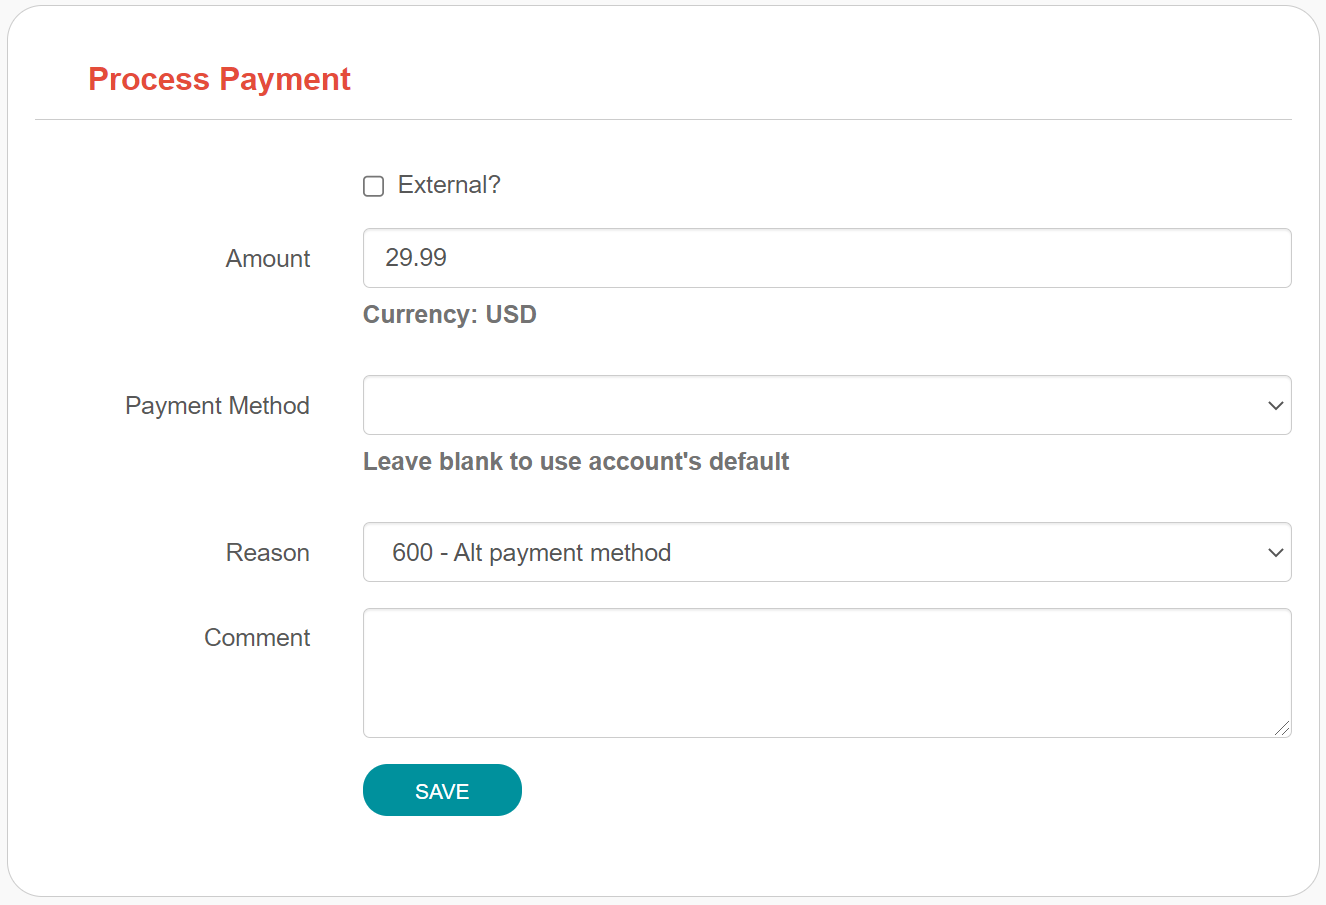 Process Payment
External?
Amount
29.99
Currency: USD
Payment Method
Leave blank to use account's default
Reason
600 - Alt payment method
Comment
SAVE